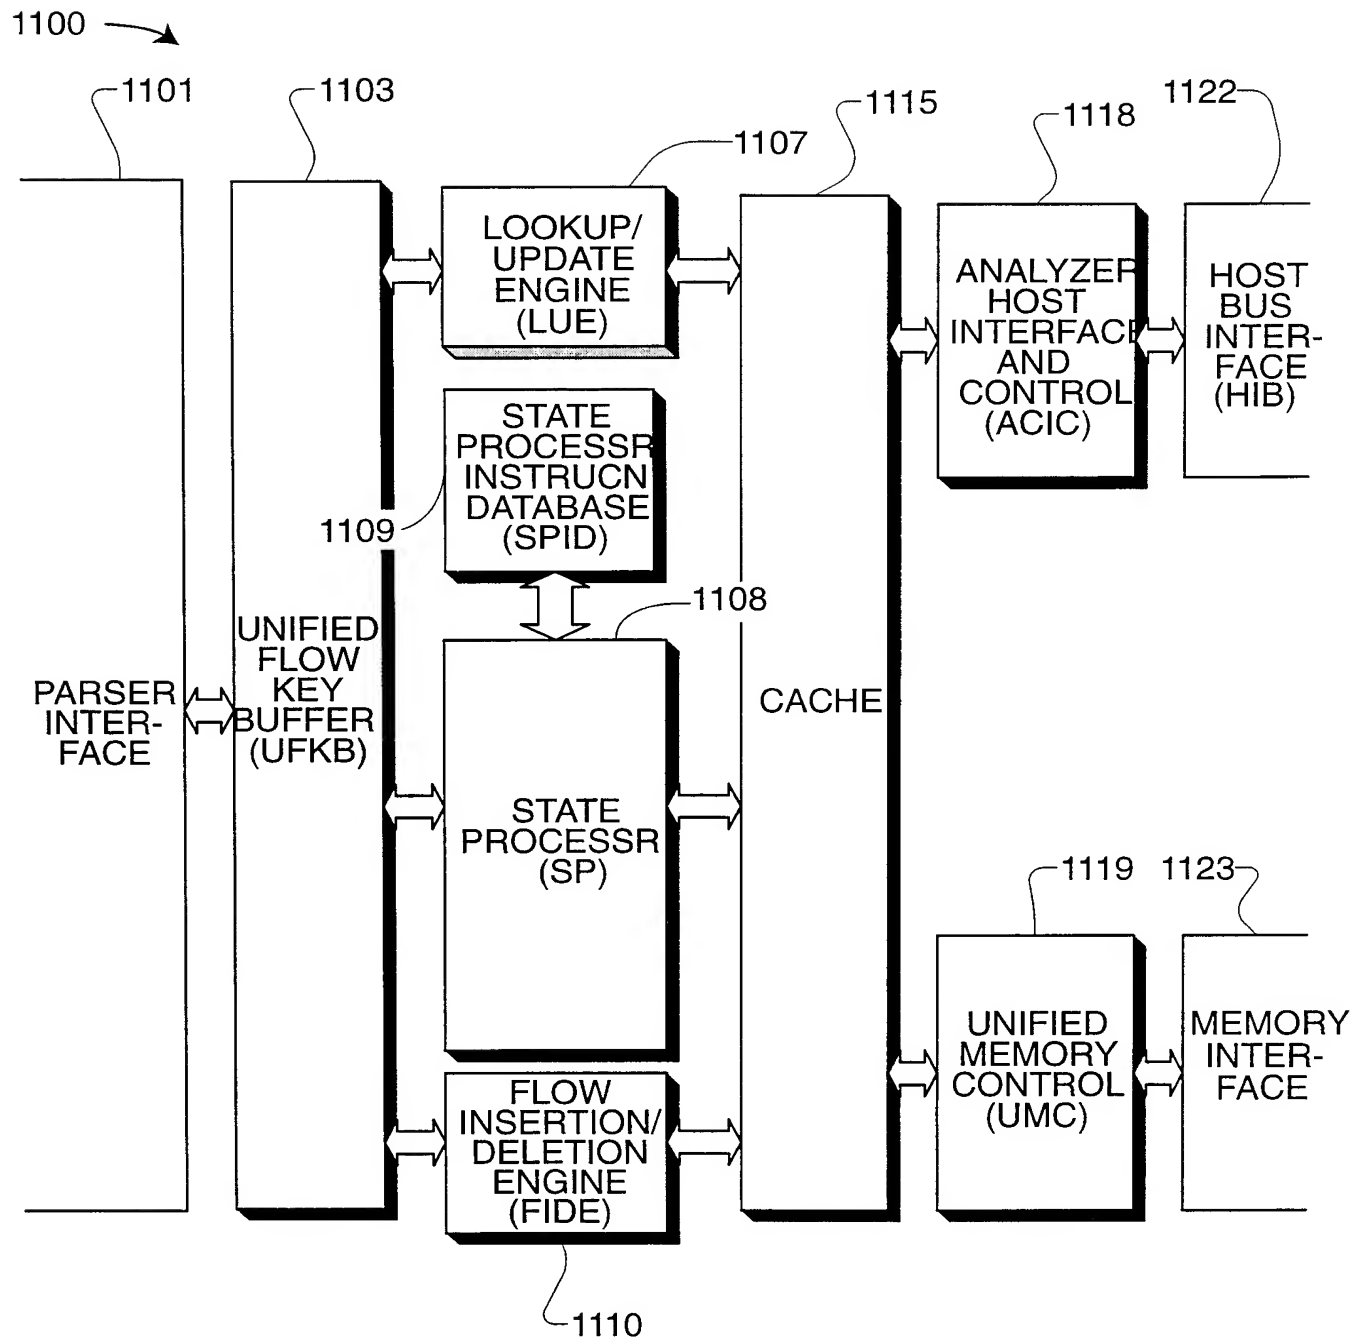 1100
1101
1103
1107
1115
1118
1122
LOOKUP/
UPDATE
ENGINE
(LUE)
ANALYZER
HOST
INTERFACE
AND
CONTROL
(ACIC)
HOST
BUS
INTER-
FACE
(HIB)
STATE
PROCESSR
INSTRUCN
DATABASE
(SPID)
1109
1108
UNIFIED
FLOW
KEY
BUFFER
(UFKB)
PARSER
INTER-
FACE
CACHE
STATE
PROCESSR
(SP)
1119
1123
UNIFIED
MEMORY
CONTROL
(UMC)
MEMORY
INTER-
FACE
FLOW
INSERTION/
DELETION
ENGINE
(FIDE)
1110